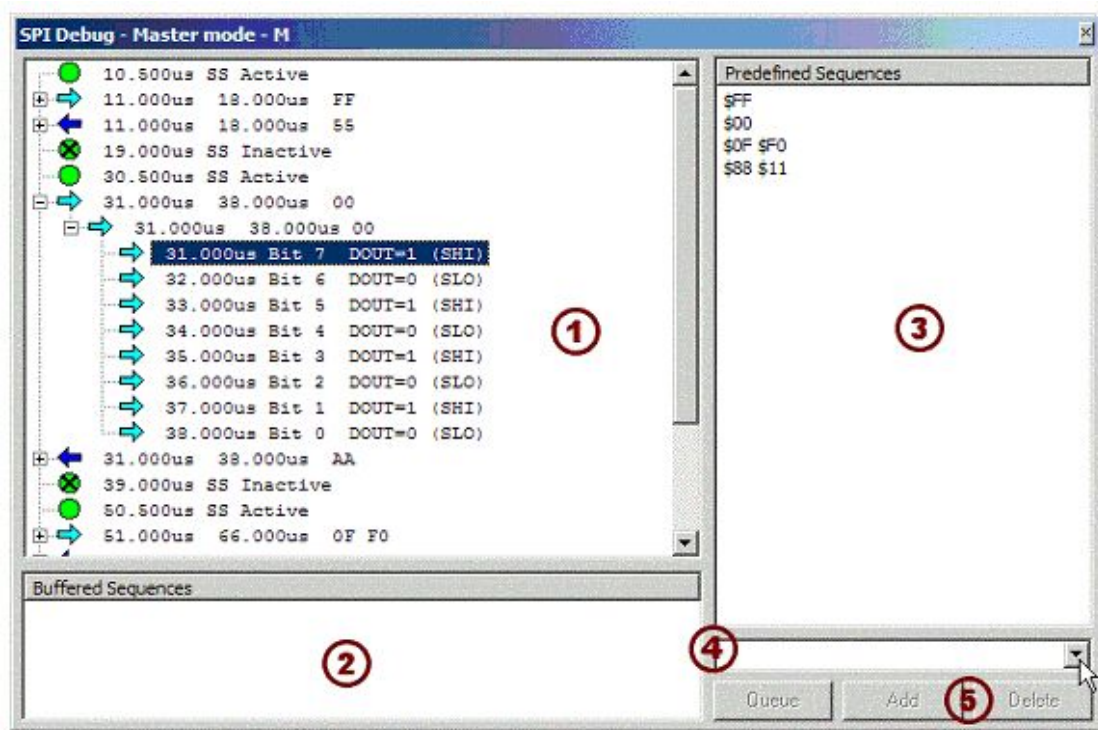 SPI Debug - Master mode - M
10.500us SS Active
11.000us 18.000us FF
11.000us 18.000us 55
19.000us SS Inactive
30.500us SS Active
31.000us 38.000us 00
31.000us 38.000us 00
31.000us Bit 7 DOUT=1 (SHI)
32.000us Bit 6 DOUT=0 (SLO)
33.000us Bit 5 DOUT=1 (SHI)
34.000us Bit 4 DOUT=0 (SLO)
35.000us Bit 3 DOUT=1 (SHI)
36.000us Bit 2 DOUT=0 (SLO)
37.000us Bit 1 DOUT=1 (SHI)
38.000us Bit 0 DOUT=0 (SLO)
31.000us 38.000us AA
39.000us SS Inactive
50.500us SS Active
51.000us 66.000us 0F F0
1
Buffered Sequences
2
Predefined Sequences
$FF
$00
$0F $F0
$88 $11
3
4
Queue Add 5 Delete